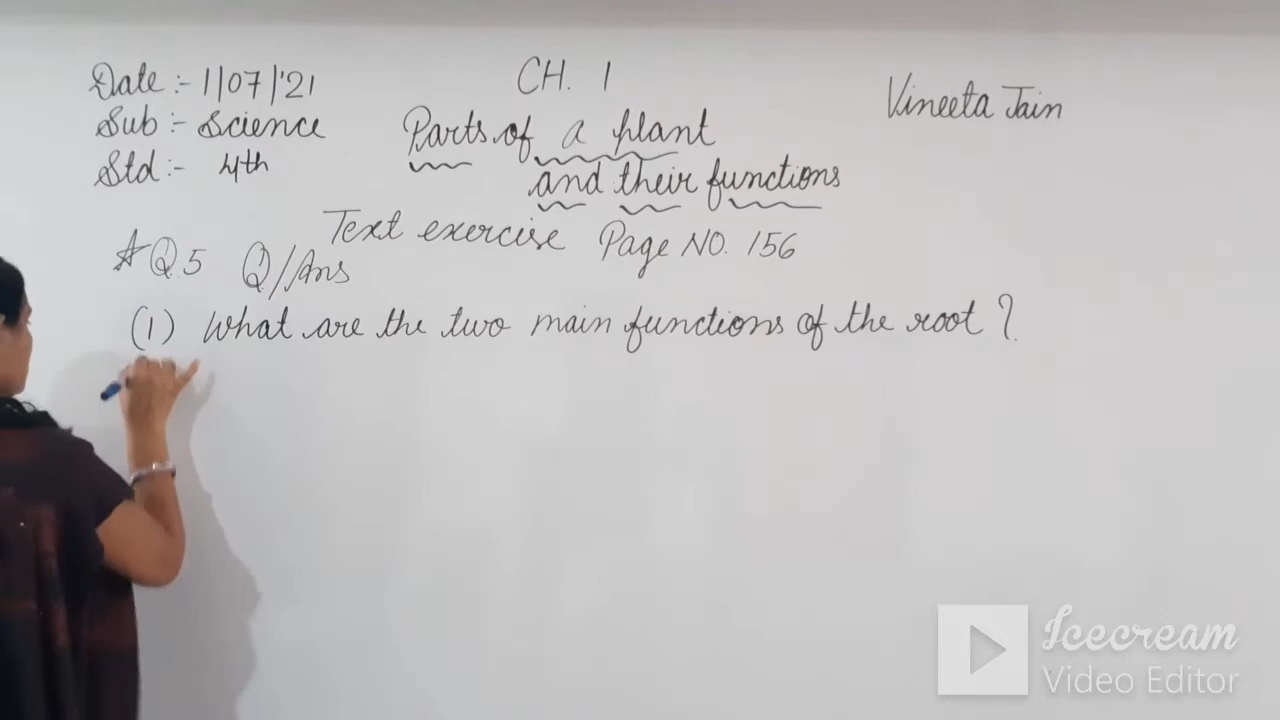 Date :- 1/07/'21
Sub :- Science
Std :- 4th
CH. 1
Parts of a plant
and their functions
Vineeta Jain
Text exercise Page NO. 156
Q.5 Q/Ans
(1) What are the two main functions of the root ?
Icecream
Video Editor